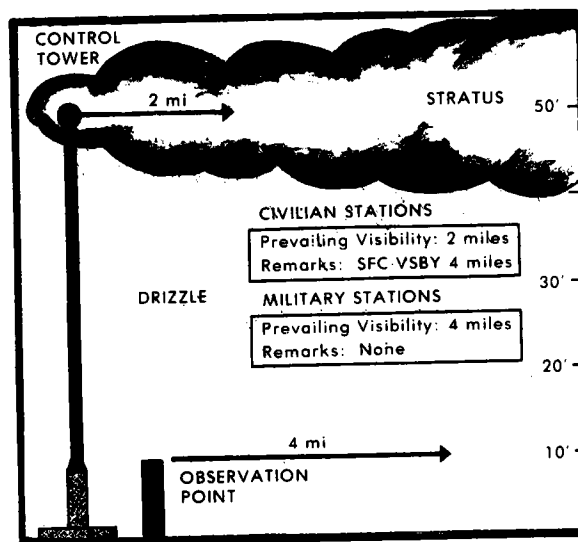 CONTROL
TOWER
2 mi
STRATUS
50'
CIVILIAN STATIONS
Prevailing Visibility: 2 miles
Remarks: SFC VSBY 4 miles
30'
DRIZZLE
MILITARY STATIONS
Prevailing Visibility: 4 miles
Remarks: None
20'
4 mi
10'
OBSERVATION
POINT